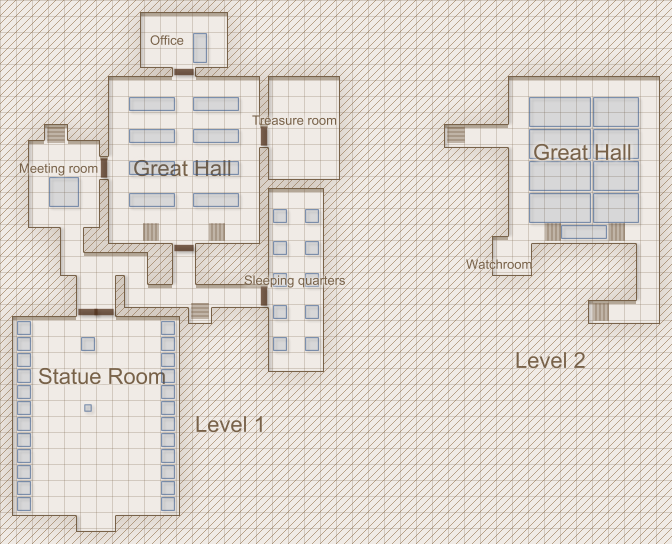 Office
Treasure room
Meeting room
Great Hall
Great Hall
Watchroom
Sleeping quarters
Level 2
Statue Room
Level 1